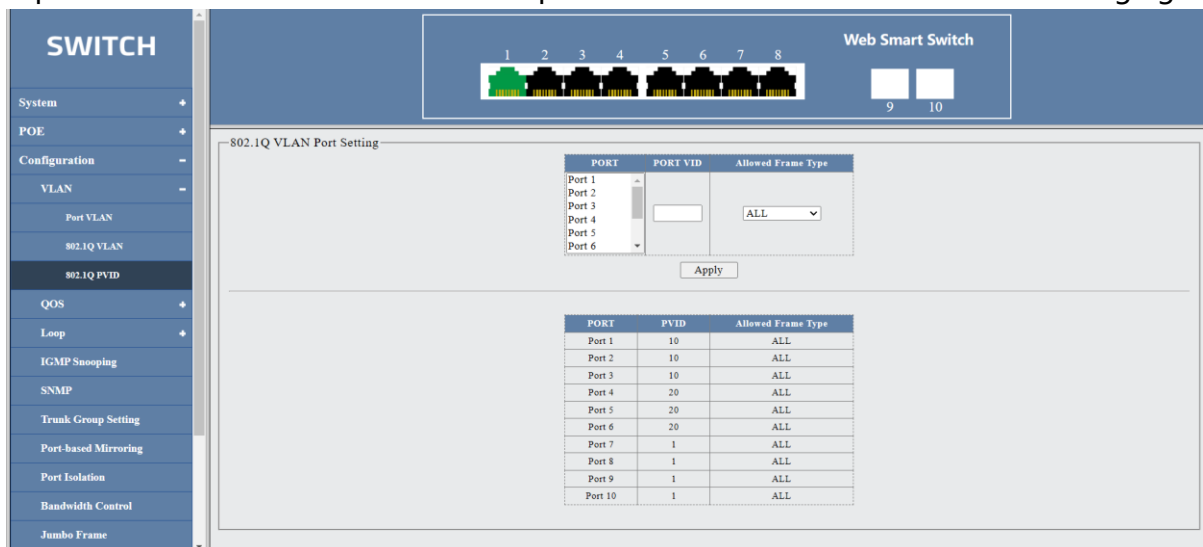 SWITCH
System
POE
Configuration
VLAN
Port VLAN
802.1Q VLAN
802.1Q PVID
QOS
Loop
IGMP Snooping
SNMP
Trunk Group Setting
Port-based Mirroring
Port Isolation
Bandwidth Control
Jumbo Frame
Web Smart Switch
1 2 3 4 5 6 7 8
9 10
802.1Q VLAN Port Setting
PORT PORT VID Allowed Frame Type
Port 1
Port 2
Port 3
Port 4
Port 5
Port 6
ALL
Apply
PORT PVID Allowed Frame Type
Port 1 10 ALL
Port 2 10 ALL
Port 3 10 ALL
Port 4 20 ALL
Port 5 20 ALL
Port 6 20 ALL
Port 7 1 ALL
Port 8 1 ALL
Port 9 1 ALL
Port 10 1 ALL